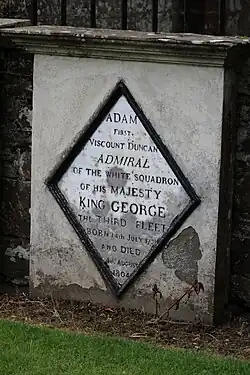 ADAM
FIRST
VISCOUNT DUNCAN
ADMIRAL
OF THE WHITE SQUADRON
OF HIS MAJESTY
KING GEORGE
THE THIRD FLEET
BORN 1st JULY
AND DIED
AUGUST
1804